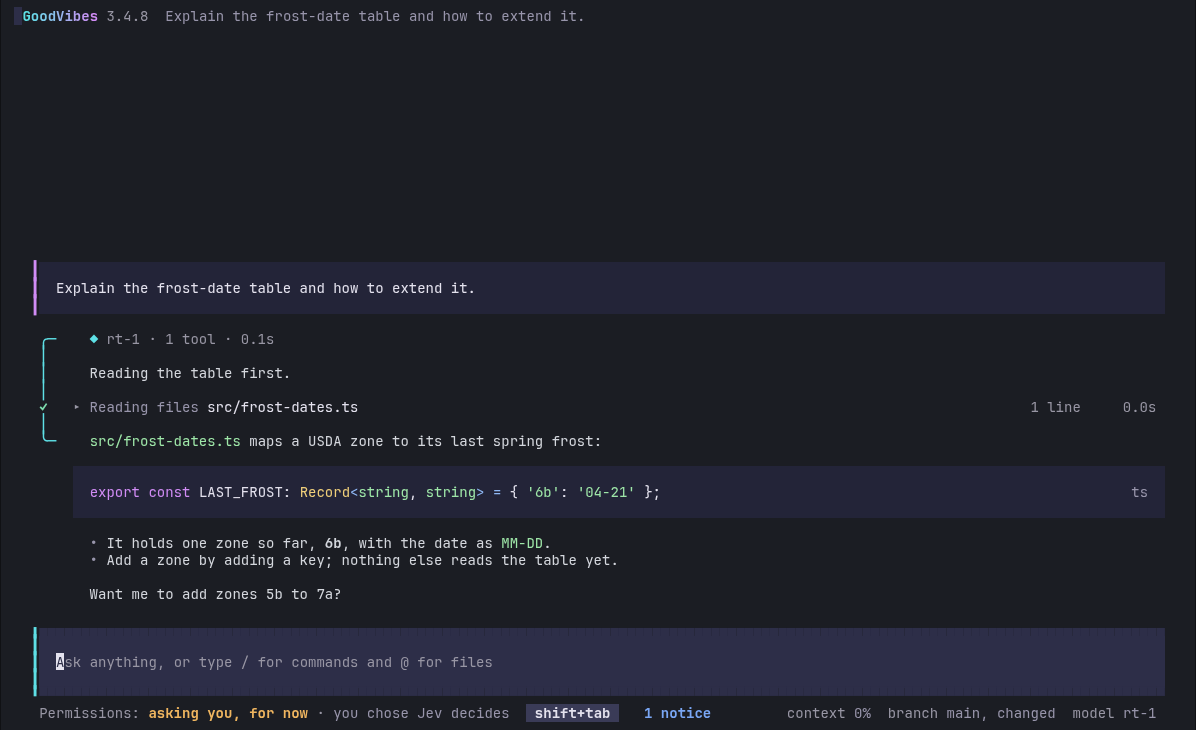 GoodVibes 3.4.8  Explain the frost-date table and how to extend it.
Explain the frost-date table and how to extend it.
◆ rt-1 · 1 tool · 0.1s
Reading the table first.
✓ ▸ Reading files src/frost-dates.ts 1 line 0.0s
src/frost-dates.ts maps a USDA zone to its last spring frost:
export const LAST_FROST: Record<string, string> = { '6b': '04-21' }; ts
• It holds one zone so far, 6b, with the date as MM-DD.
• Add a zone by adding a key; nothing else reads the table yet.
Want me to add zones 5b to 7a?
Ask anything, or type / for commands and @ for files
Permissions: asking you, for now · you chose Jev decides  shift+tab  1 notice  context 0%  branch main, changed  model rt-1